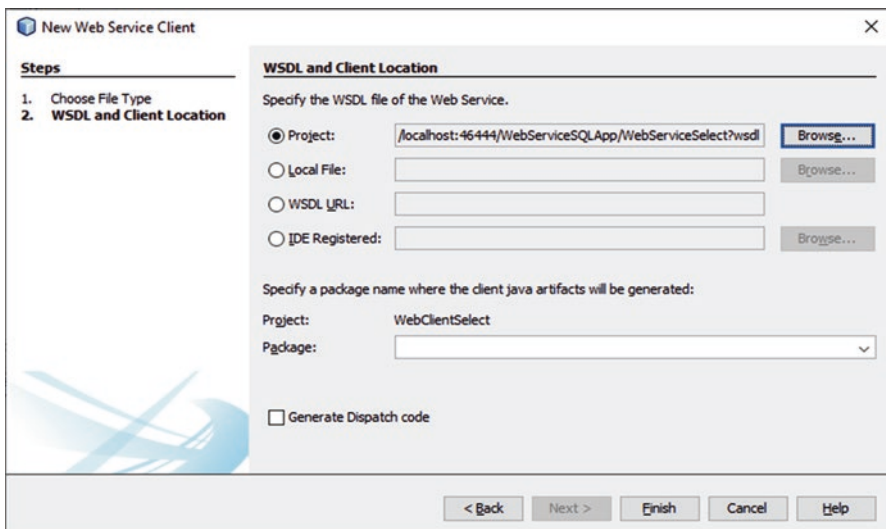 New Web Service Client
Steps
1. Choose File Type
2. WSDL and Client Location
WSDL and Client Location
Specify the WSDL file of the Web Service.
Project: /localhost:46444/WebServiceSQLApp/WebServiceSelect?wsdl Browse...
Local File: Browse...
WSDL URL:
IDE Registered: Browse...
Specify a package name where the client java artifacts will be generated:
Project: WebClientSelect
Package:
Generate Dispatch code
< Back Next > Finish Cancel Help